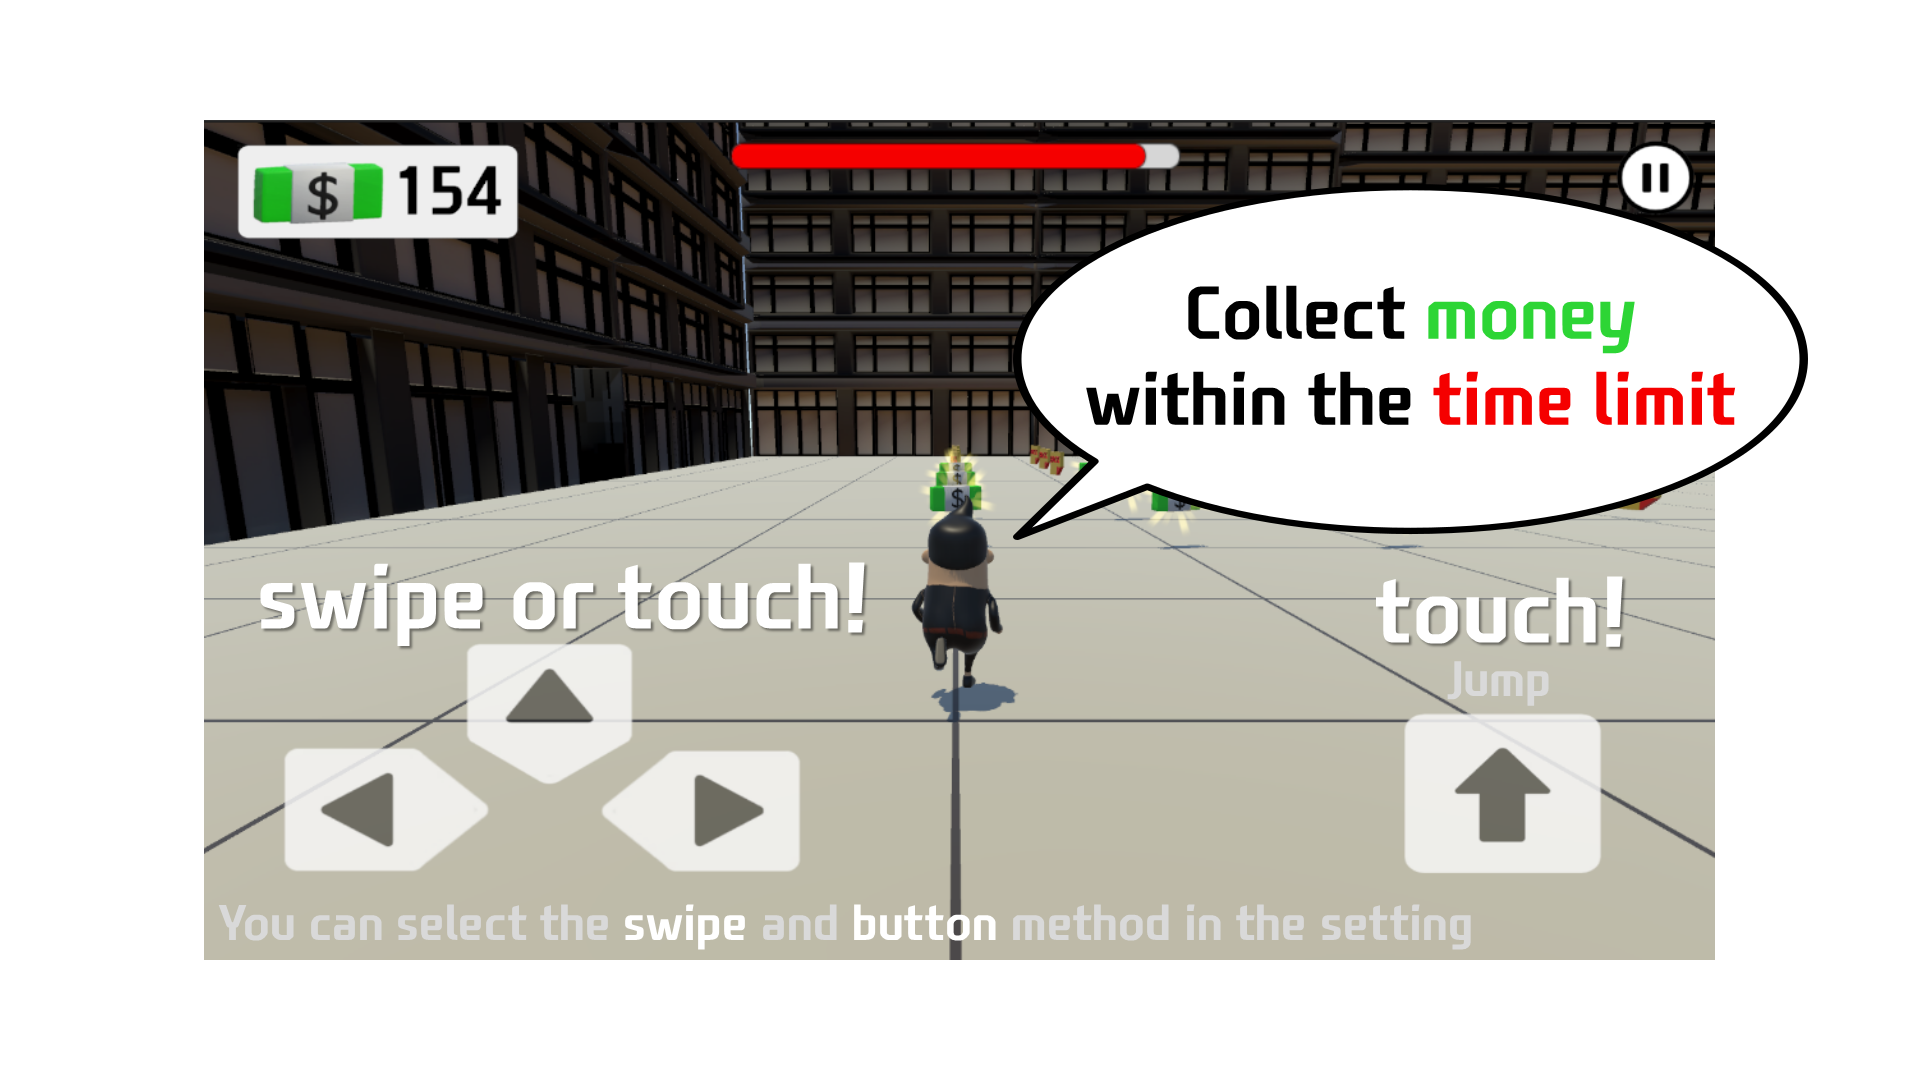 $ 154
Collect money
within the time limit
$
$
swipe or touch!
touch!
Jump
You can select the swipe and button method in the setting